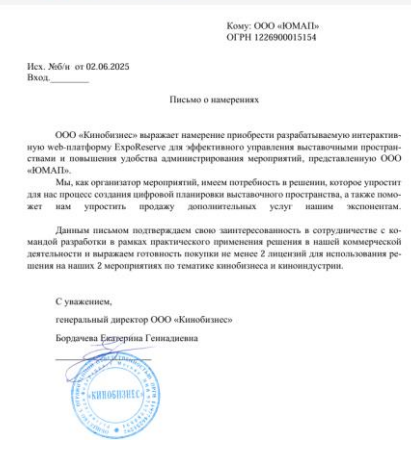 Кому: ООО «ЮМАП»
ОГРН 1226900015154
Исх. №б/н от 02.06.2025
Вход.________
Письмо о намерениях
ООО «Кинобизнес» выражает намерение приобрести разрабатываемую интерактив-
ную web-платформу ExpoReserve для эффективного управления выставочными простран-
ствами и повышения удобства администрирования мероприятий, представленную ООО
«ЮМАП».
Мы, как организатор мероприятий, имеем потребность в решении, которое упростит
для нас процесс создания цифровой планировки выставочного пространства, а также помо-
жет нам упростить продажу дополнительных услуг нашим экспонентам.
Данным письмом подтверждаем свою заинтересованность в сотрудничестве с ко-
мандой разработки в рамках практического применения решения в нашей коммерческой
деятельности и выражаем готовность покупки не менее 2 лицензий для использования ре-
шения на наших 2 мероприятиях по тематике кинобизнеса и киноиндустрии.
С уважением,
генеральный директор ООО «Кинобизнес»
Бордачева Екатерина Геннадиевна
«КИНОБИЗНЕС»